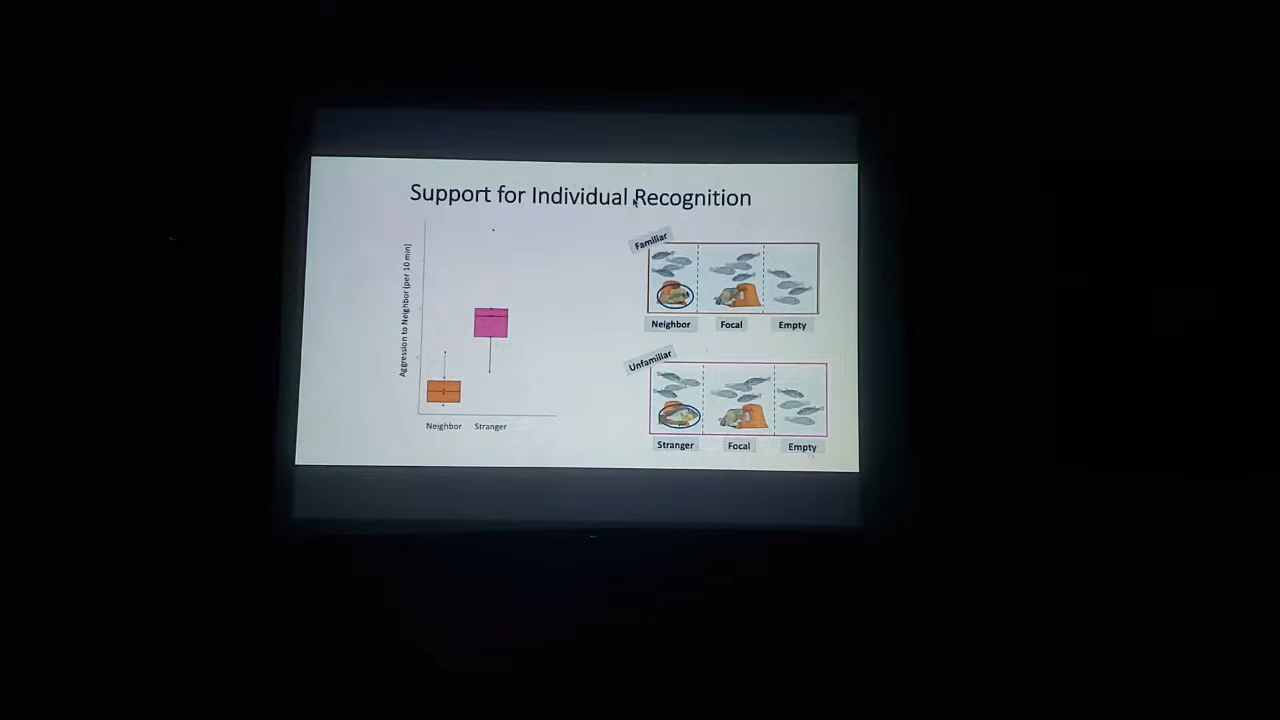 Support for Individual Recognition
Aggression to Neighbor (per 10 min)
Neighbor
Stranger
Familiar
Neighbor
Focal
Empty
Unfamiliar
Stranger
Focal
Empty